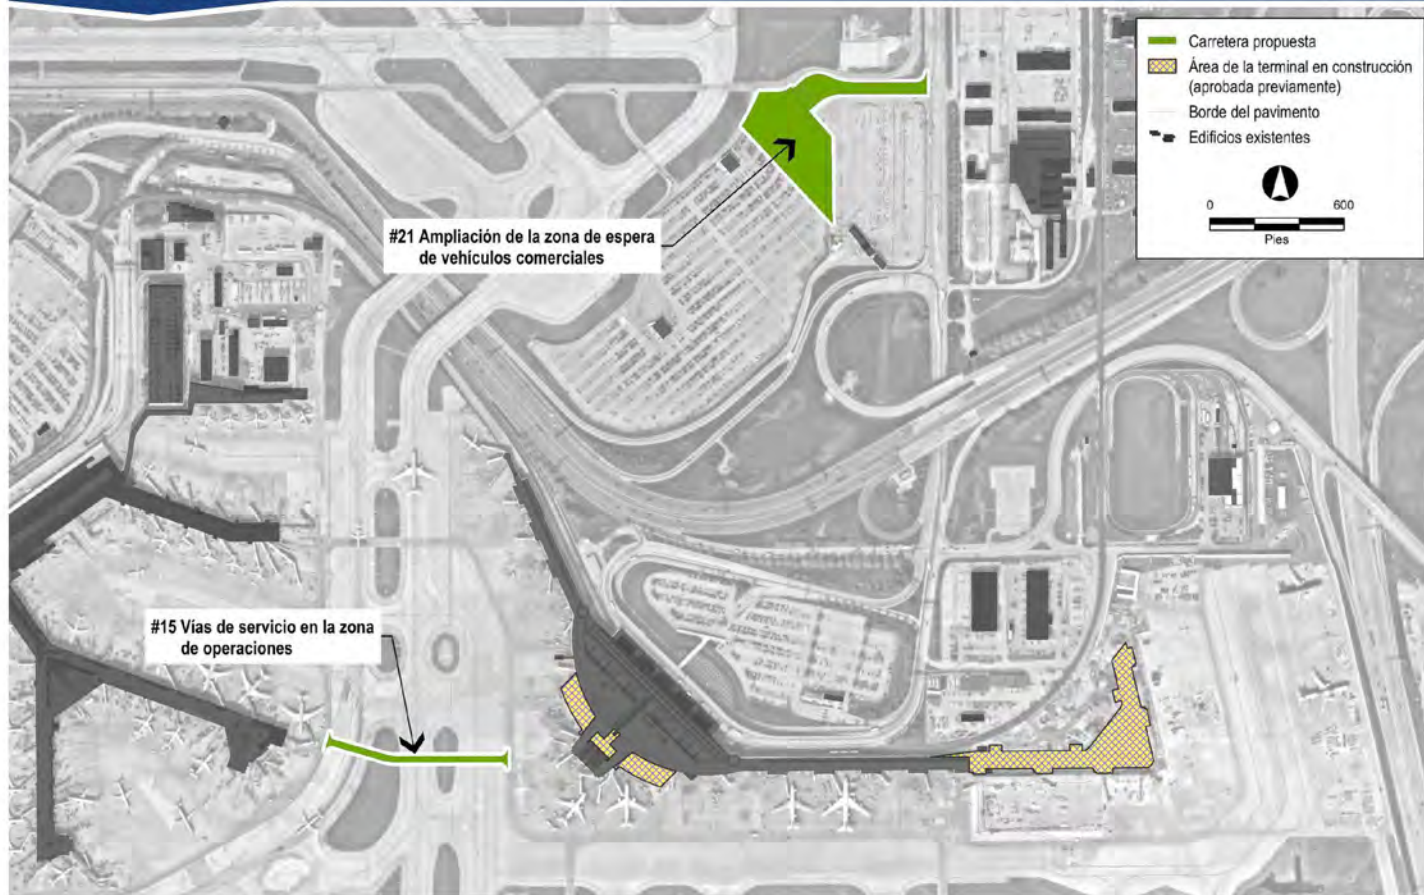 Carretera propuesta
Área de la terminal en construcción
(aprobada previamente)
Borde del pavimento
Edificios existentes
0 600
Pies
#21 Ampliación de la zona de espera
de vehículos comerciales
#15 Vías de servicio en la zona
de operaciones